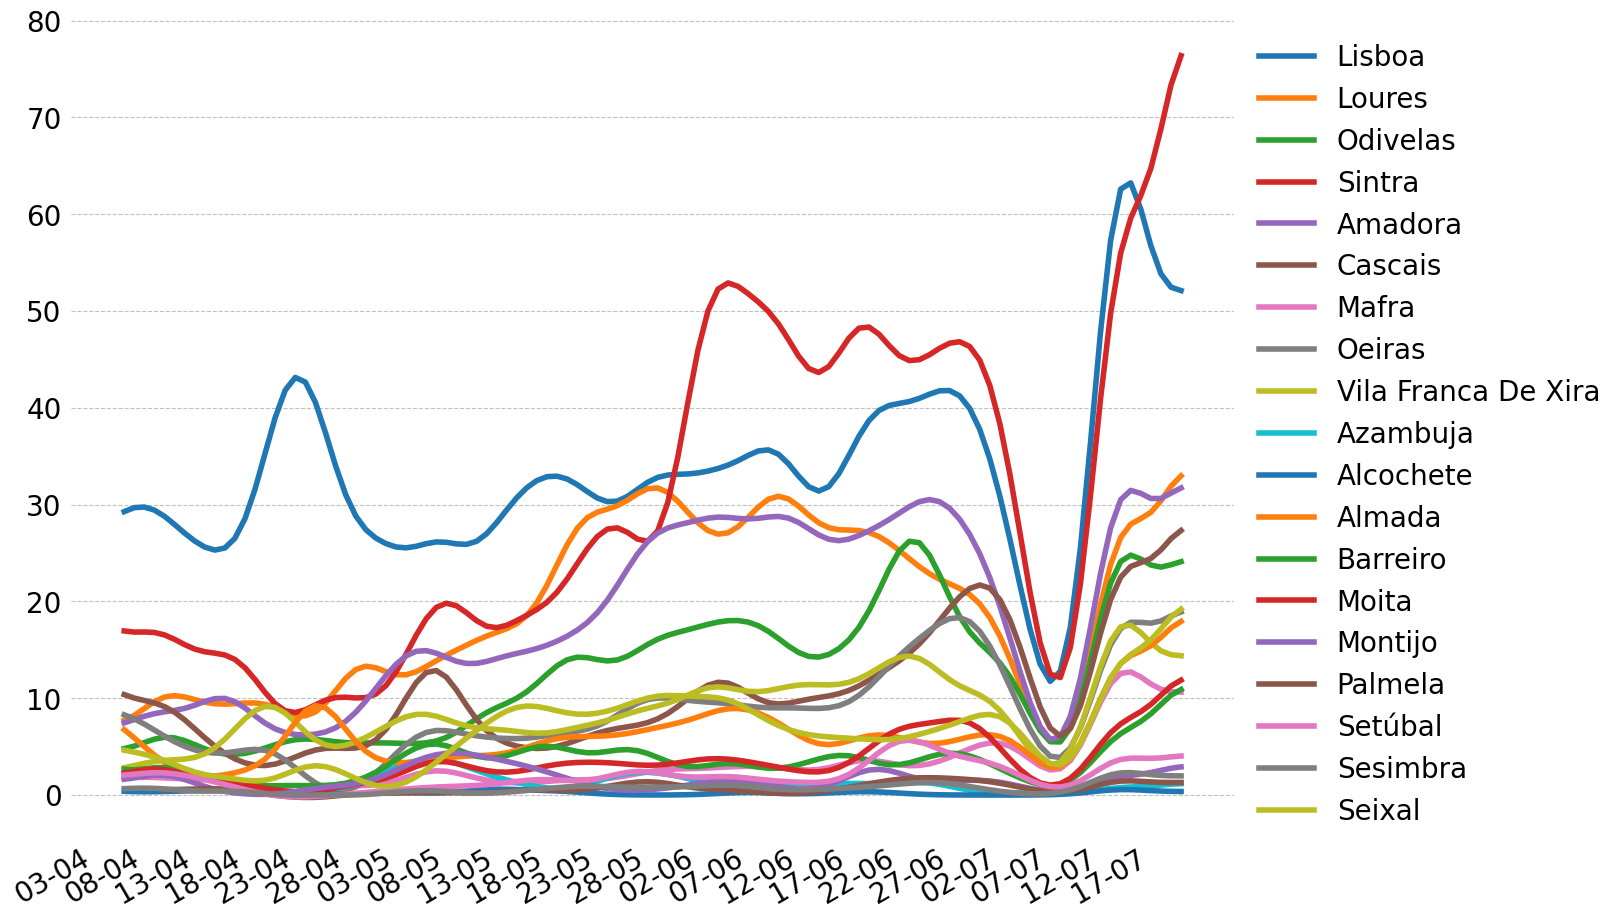 80
70
60
50
40
30
20
10
0
03-04
08-04
13-04
18-04
23-04
28-04
03-05
08-05
13-05
18-05
23-05
28-05
02-06
07-06
12-06
17-06
22-06
27-06
02-07
07-07
12-07
17-07
Lisboa
Loures
Odivelas
Sintra
Amadora
Cascais
Mafra
Oeiras
Vila Franca De Xira
Azambuja
Alcochete
Almada
Barreiro
Moita
Montijo
Palmela
Setúbal
Sesimbra
Seixal